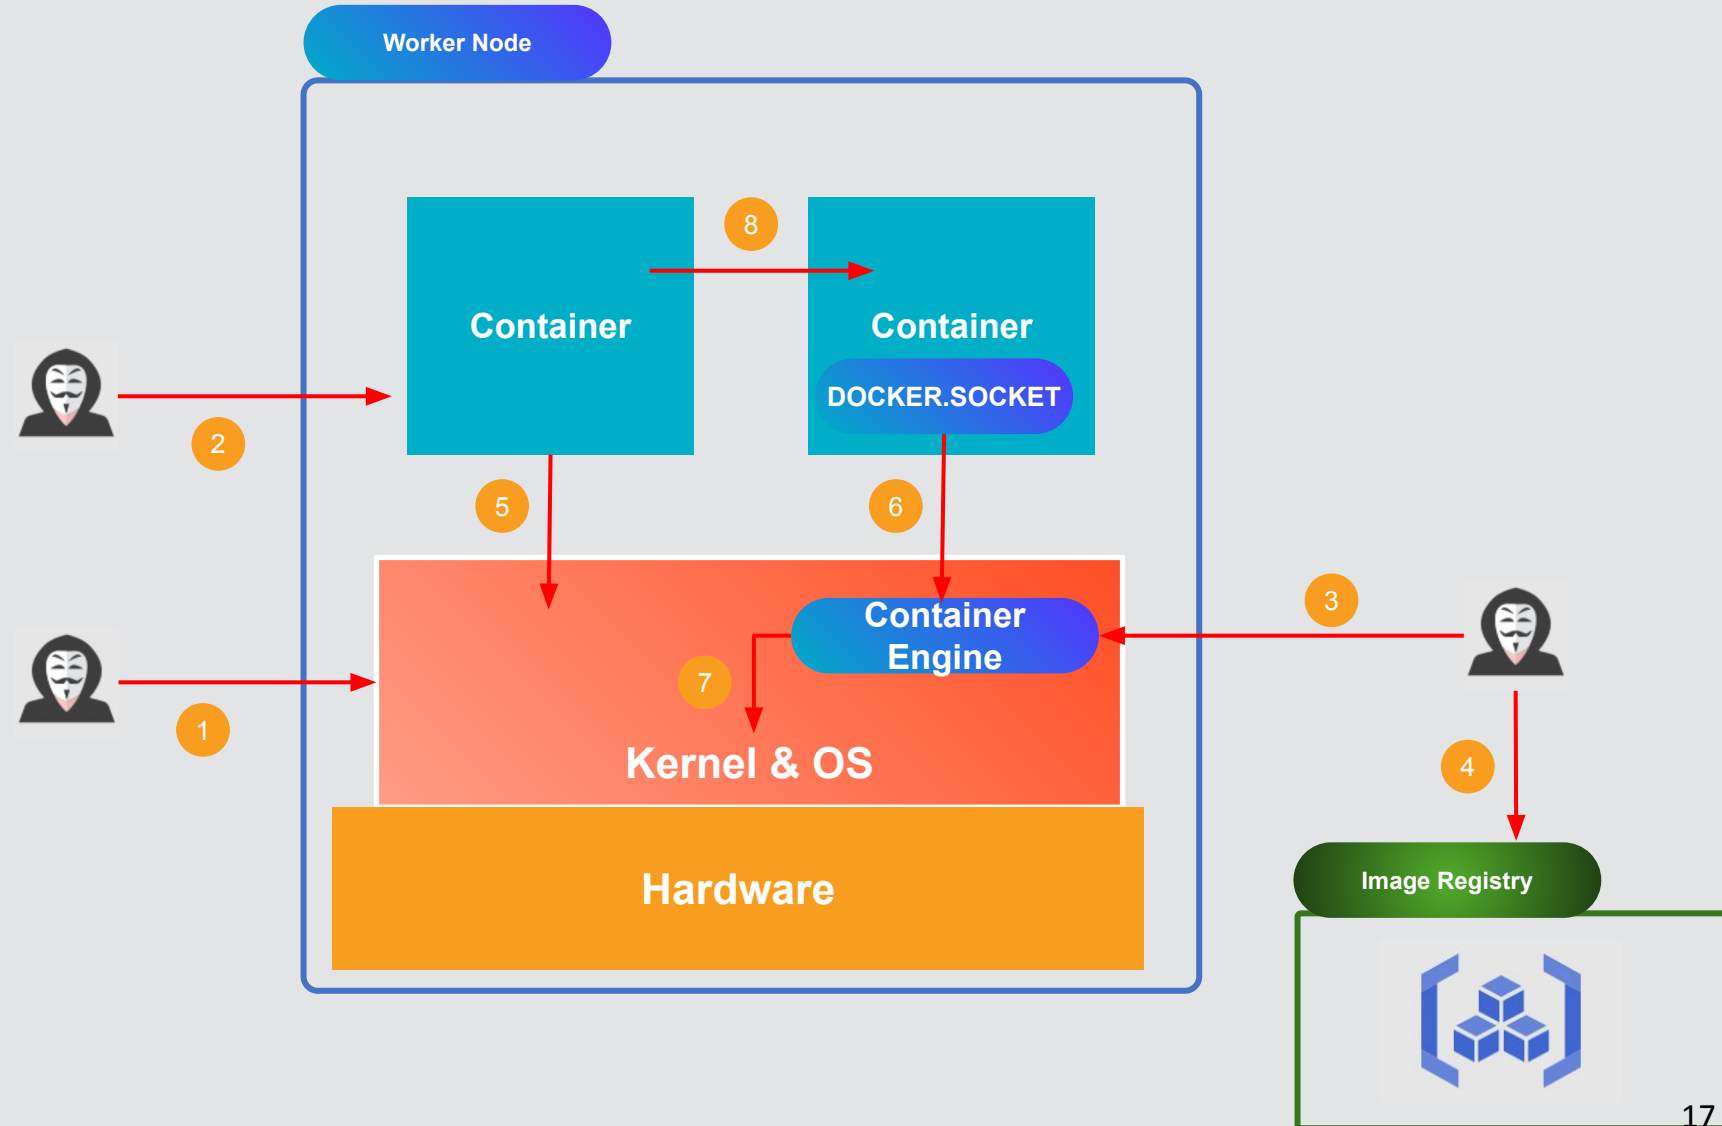 Worker Node
8
Container
Container
DOCKER.SOCKET
2
5
6
Container
Engine
3
7
1
Kernel & OS
4
Hardware
Image Registry
17